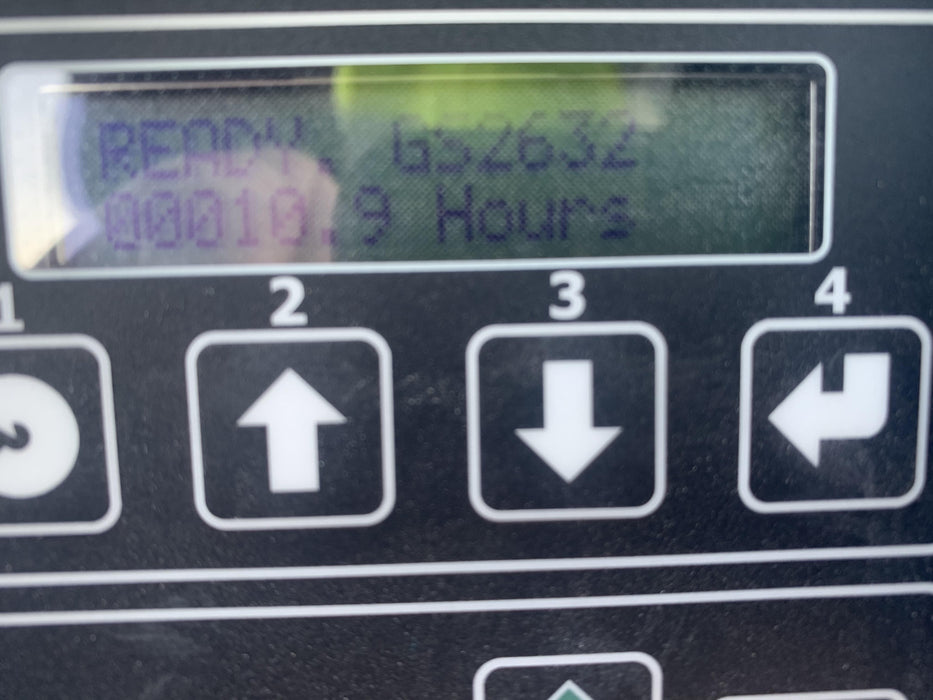 READY. GS2632
00010.9 Hours
1 2 3 4